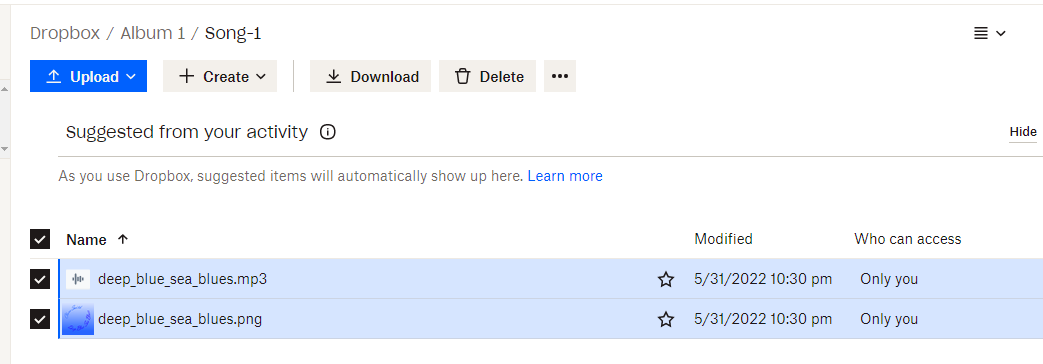 Dropbox / Album 1 / Song-1
Upload Create Download Delete
Suggested from your activity Hide
As you use Dropbox, suggested items will automatically show up here. Learn more
Name Modified Who can access
deep_blue_sea_blues.mp3 5/31/2022 10:30 pm Only you
deep_blue_sea_blues.png 5/31/2022 10:30 pm Only you